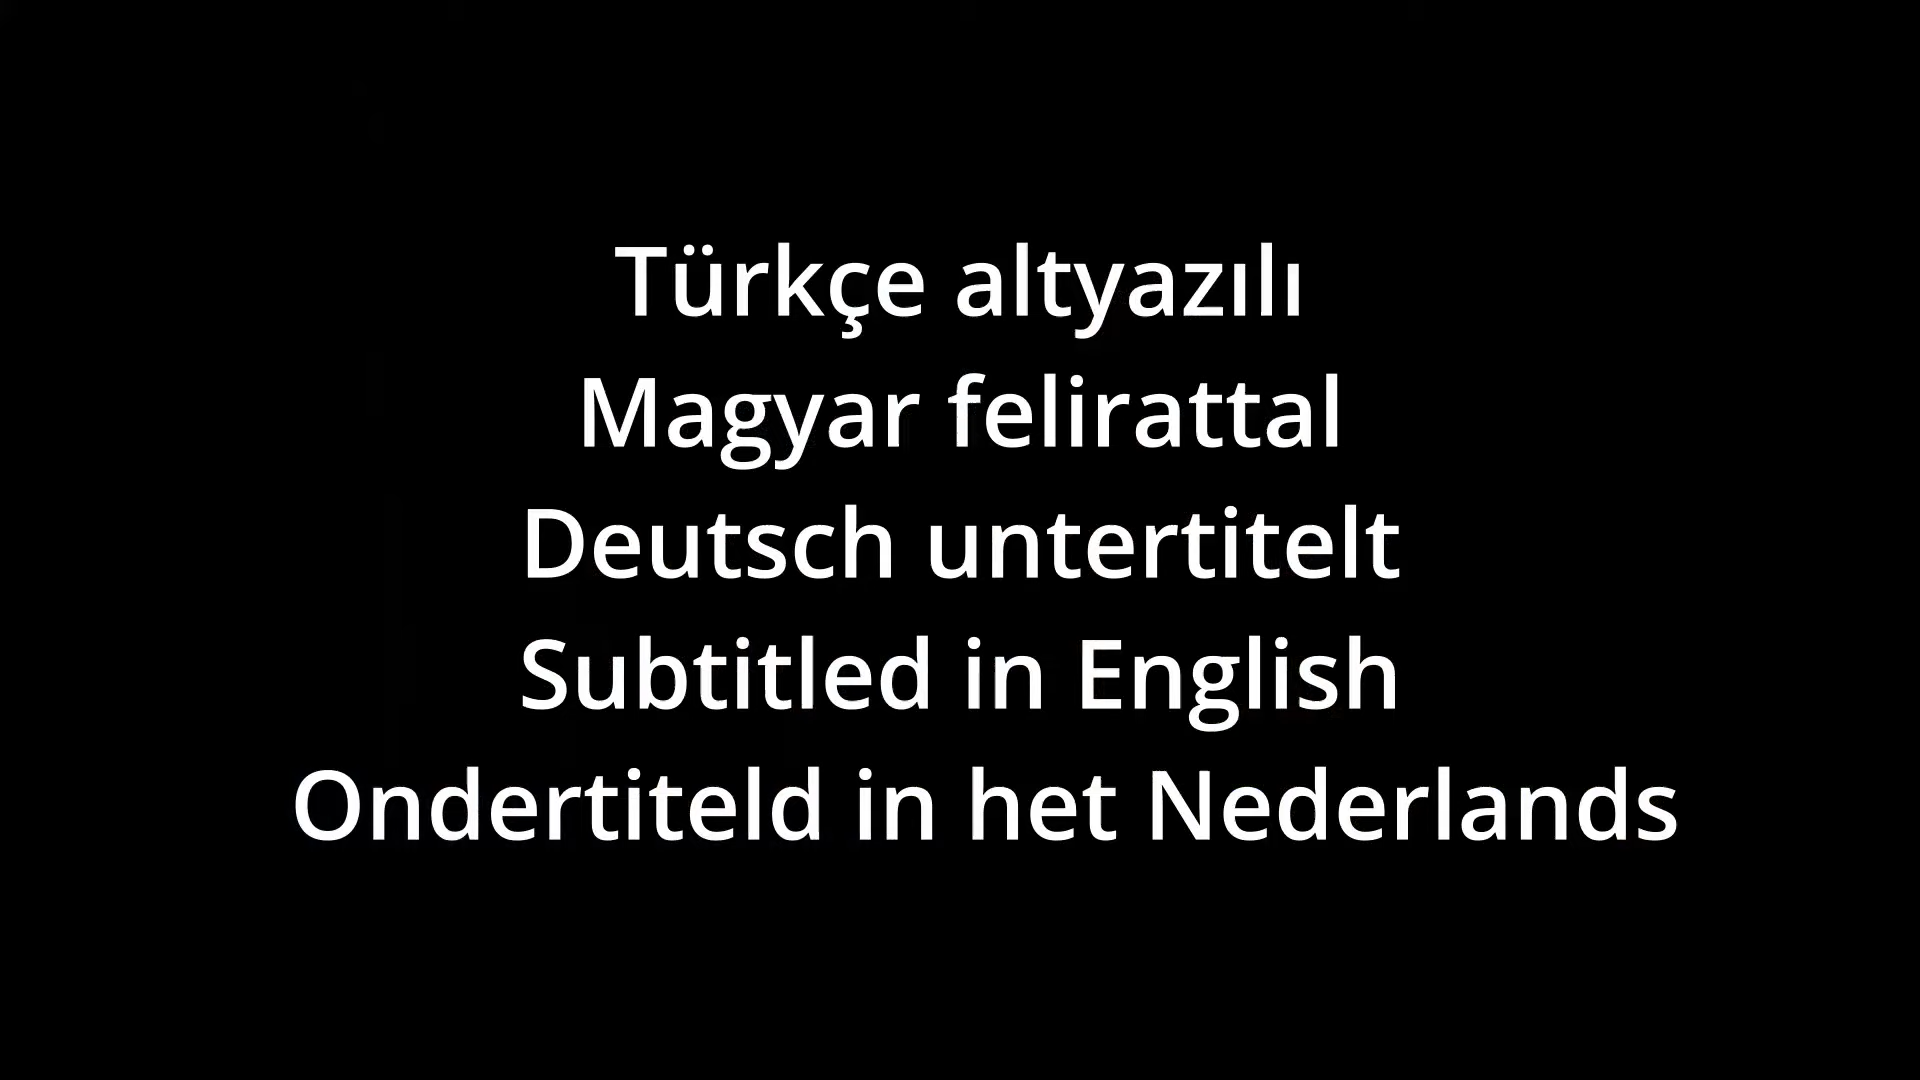 Türkçe altyazılı
Magyar felirattal
Deutsch untertitelt
Subtitled in English
Ondertiteld in het Nederlands